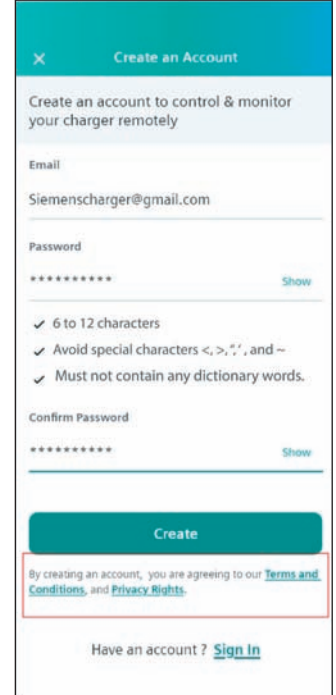 Create an Account
Create an account to control & monitor
your charger remotely
Email
Siemenscharger@gmail.com
Password
**********
Show
6 to 12 characters
Avoid special characters <, >,",' , and ~
Must not contain any dictionary words.
Confirm Password
**********
Show
Create
By creating an account, you are agreeing to our Terms and
Conditions, and Privacy Rights.
Have an account ? Sign In